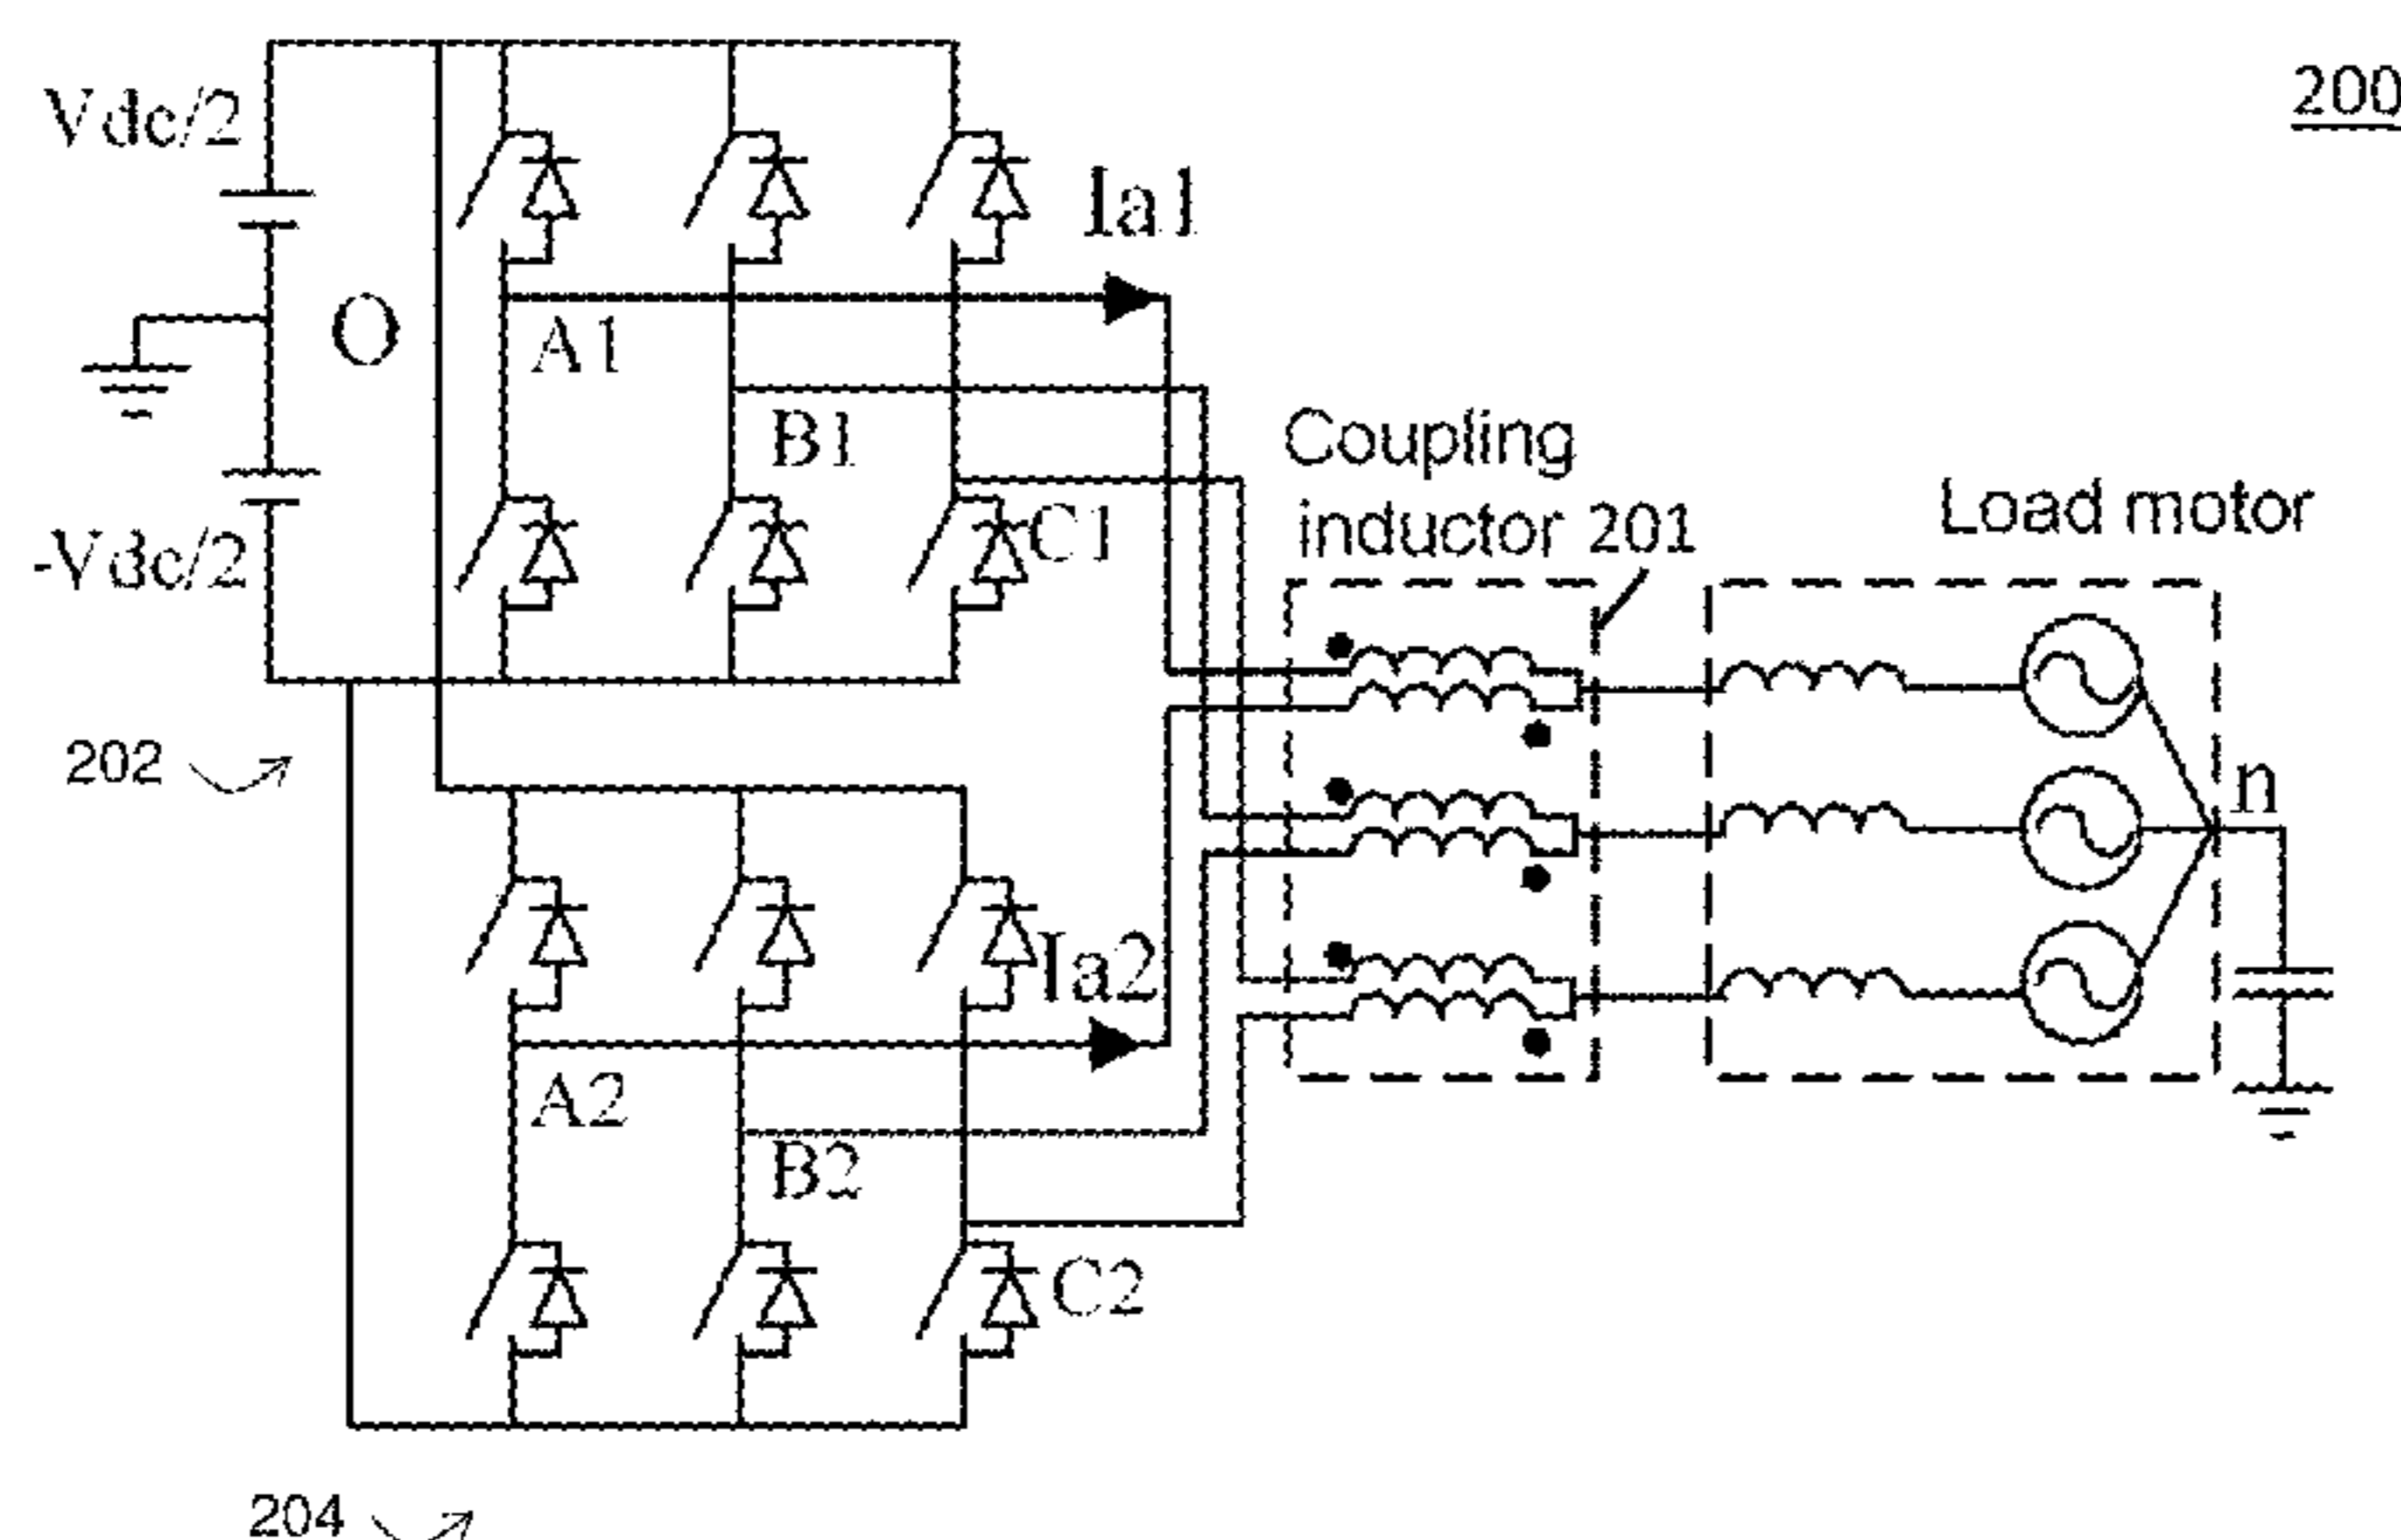 200
Vdc/2
Ia1
O
A1
B1
Coupling
inductor 201
Load motor
C1
-Vdc/2
202
n
Ia2
A2
B2
C2
204